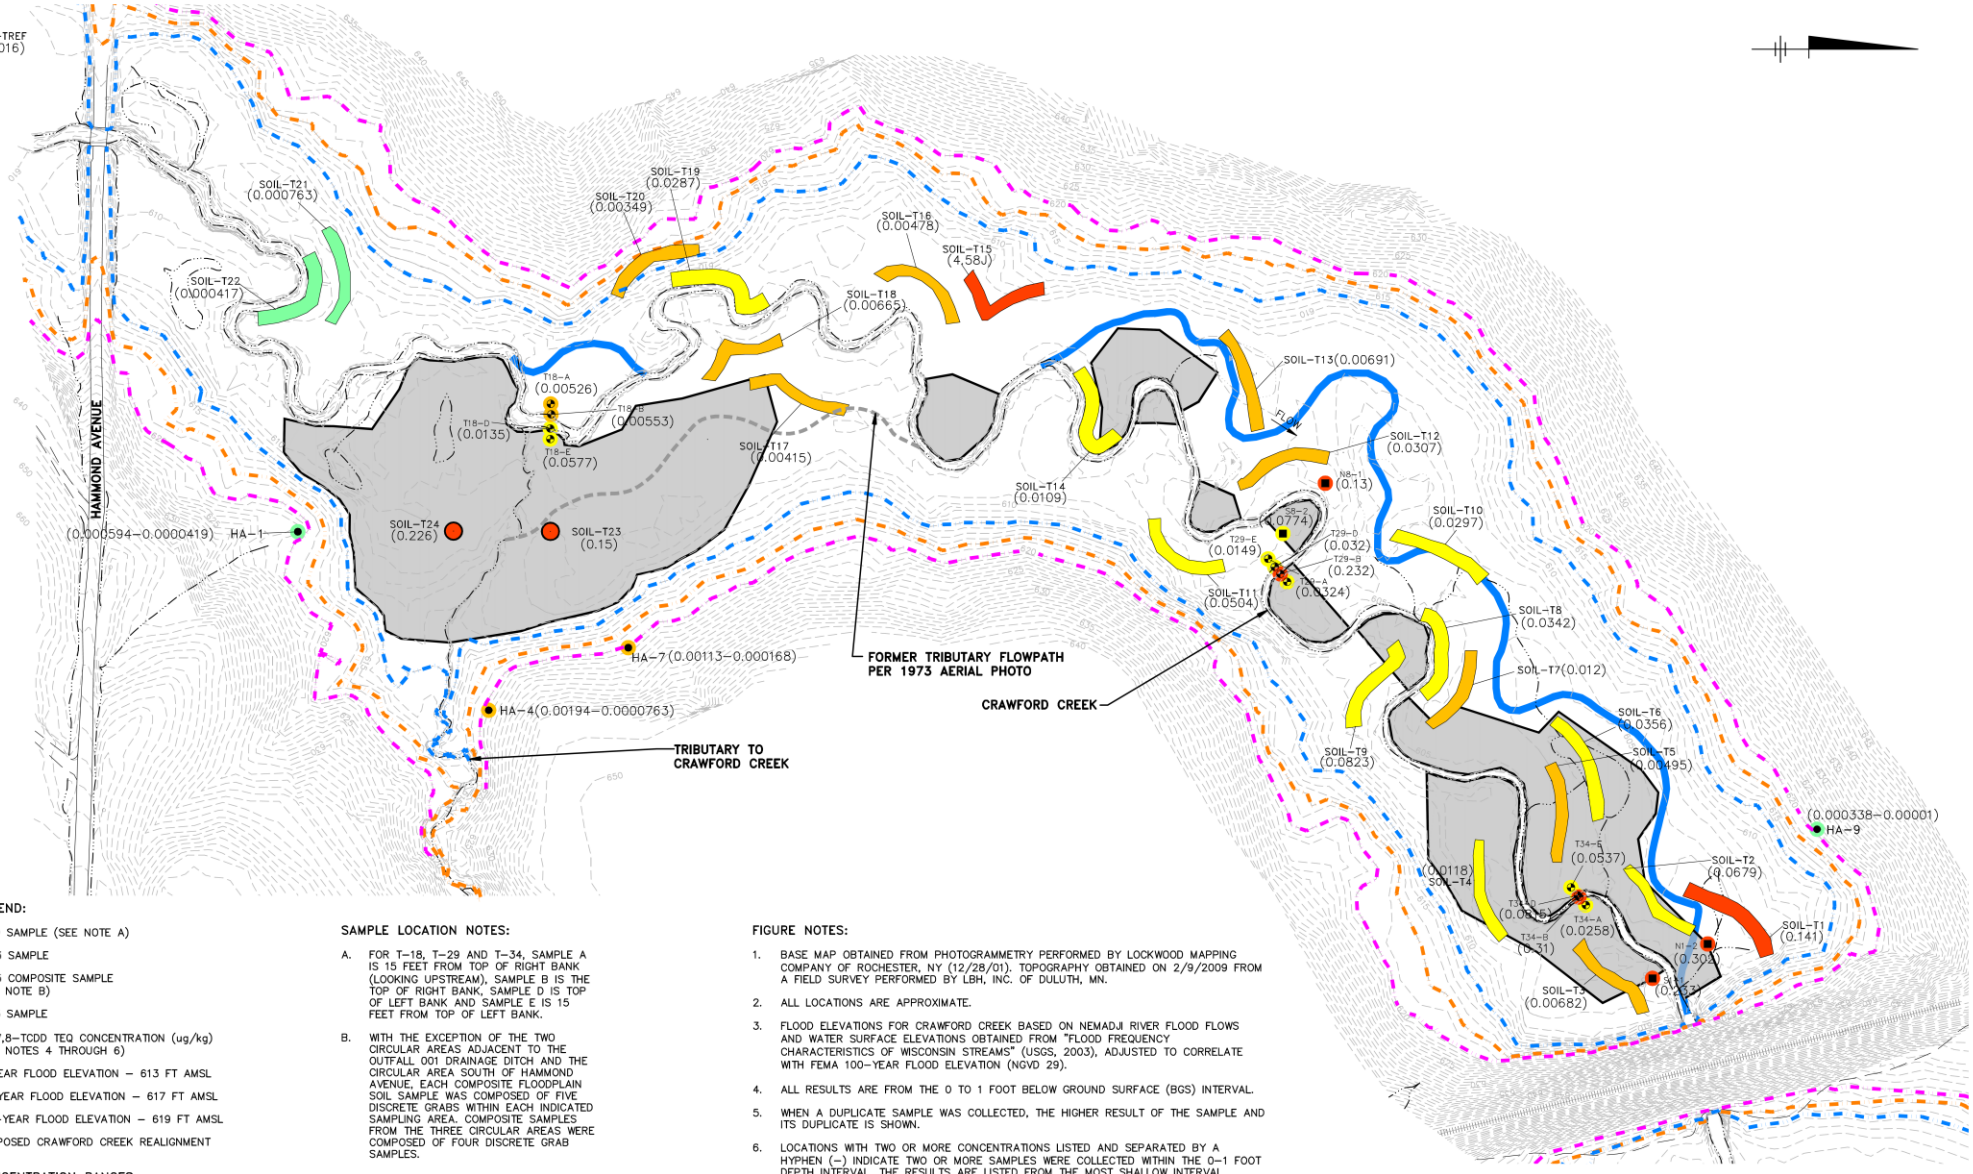 -TREF
016)
SOIL-T21
(0.000763)
SOIL-T22
(0.000417)
SOIL-T20
(0.00349)
SOIL-T19
(0.0287)
SOIL-T18
(0.00665)
SOIL-T16
(0.00478)
SOIL-T15
(4.58J)
SOIL-T13(0.00691)
FLOW
SOIL-T12
(0.0307)
N8-1
(0.13)
SOIL-T10
(0.0297)
T18-A
(0.00526)
T18-B
(0.00553)
T18-D
(0.0135)
T18-E
(0.0577)
SOIL-T17
(0.00415)
SOIL-T14
(0.0109)
HAMMOND AVENUE
(0.000594-0.0000419) HA-1
SOIL-T24
(0.226)
SOIL-T23
(0.15)
S8-2
(0.0774)
T29-E
(0.0149)
T29-D
(0.032)
T29-B
(0.232)
T29-A
(0.0324)
SOIL-T11
(0.0504)
SOIL-T8
(0.0342)
SOIL-T7(0.012)
HA-7(0.00113-0.000168)
HA-4(0.00194-0.0000763)
FORMER TRIBUTARY FLOWPATH
PER 1973 AERIAL PHOTO
CRAWFORD CREEK
TRIBUTARY TO
CRAWFORD CREEK
SOIL-T9
(0.0823)
SOIL-T6
(0.0356)
SOIL-T5
(0.00495)
(0.000338-0.00001)
HA-9
T34-E
(0.0537)
SOIL-T2
(0.0679)
(0.0118)
SOIL-T4
T34-D
(0.0815)
T34-A
(0.0258)
T34-B
(0.31)
SOIL-T1
(0.141)
N1-2
(0.302)
SOIL-T3
(0.00682)
(0.233)
END:
SAMPLE (SEE NOTE A)
SAMPLE
COMPOSITE SAMPLE
NOTE B)
SAMPLE
7,8-TCDD TEQ CONCENTRATION (ug/kg)
NOTES 4 THROUGH 6)
EAR FLOOD ELEVATION - 613 FT AMSL
YEAR FLOOD ELEVATION - 617 FT AMSL
-YEAR FLOOD ELEVATION - 619 FT AMSL
POSED CRAWFORD CREEK REALIGNMENT
SAMPLE LOCATION NOTES:
A. FOR T-18, T-29 AND T-34, SAMPLE A
IS 15 FEET FROM TOP OF RIGHT BANK
(LOOKING UPSTREAM), SAMPLE B IS THE
TOP OF RIGHT BANK, SAMPLE D IS TOP
OF LEFT BANK AND SAMPLE E IS 15
FEET FROM TOP OF LEFT BANK.
B. WITH THE EXCEPTION OF THE TWO
CIRCULAR AREAS ADJACENT TO THE
OUTFALL 001 DRAINAGE DITCH AND THE
CIRCULAR AREA SOUTH OF HAMMOND
AVENUE, EACH COMPOSITE FLOODPLAIN
SOIL SAMPLE WAS COMPOSED OF FIVE
DISCRETE GRABS WITHIN EACH INDICATED
SAMPLING AREA. COMPOSITE SAMPLES
FROM THE THREE CIRCULAR AREAS WERE
COMPOSED OF FOUR DISCRETE GRAB
SAMPLES.
FIGURE NOTES:
1. BASE MAP OBTAINED FROM PHOTOGRAMMETRY PERFORMED BY LOCKWOOD MAPPING
COMPANY OF ROCHESTER, NY (12/28/01). TOPOGRAPHY OBTAINED ON 2/9/2009 FROM
A FIELD SURVEY PERFORMED BY LBH, INC. OF DULUTH, MN.
2. ALL LOCATIONS ARE APPROXIMATE.
3. FLOOD ELEVATIONS FOR CRAWFORD CREEK BASED ON NEMADJI RIVER FLOOD FLOWS
AND WATER SURFACE ELEVATIONS OBTAINED FROM "FLOOD FREQUENCY
CHARACTERISTICS OF WISCONSIN STREAMS" (USGS, 2003), ADJUSTED TO CORRELATE
WITH FEMA 100-YEAR FLOOD ELEVATION (NGVD 29).
4. ALL RESULTS ARE FROM THE 0 TO 1 FOOT BELOW GROUND SURFACE (BGS) INTERVAL.
5. WHEN A DUPLICATE SAMPLE WAS COLLECTED, THE HIGHER RESULT OF THE SAMPLE AND
ITS DUPLICATE IS SHOWN.
6. LOCATIONS WITH TWO OR MORE CONCENTRATIONS LISTED AND SEPARATED BY A
HYPHEN (-) INDICATE TWO OR MORE SAMPLES WERE COLLECTED WITHIN THE 0-1 FOOT
DEPTH INTERVAL. THE RESULTS ARE LISTED FROM THE MOST SHALLOW INTERVAL